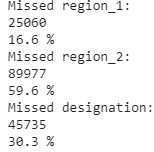 Missed region_1:
25060
16.6 %
Missed region_2:
89977
59.6 %
Missed designation:
45735
30.3 %